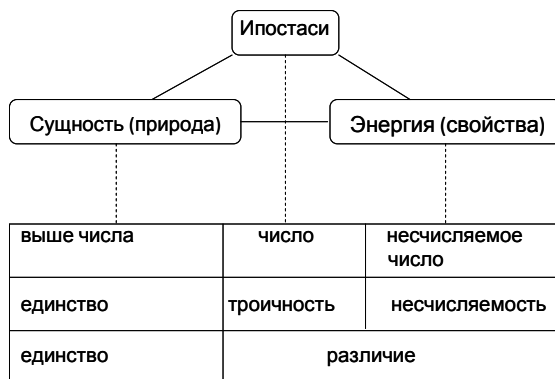 Ипостаси
Сущность (природа)
Энергия (свойства)
выше числа
число
несчисляемое
число
единство
троичность
несчисляемость
единство
различие